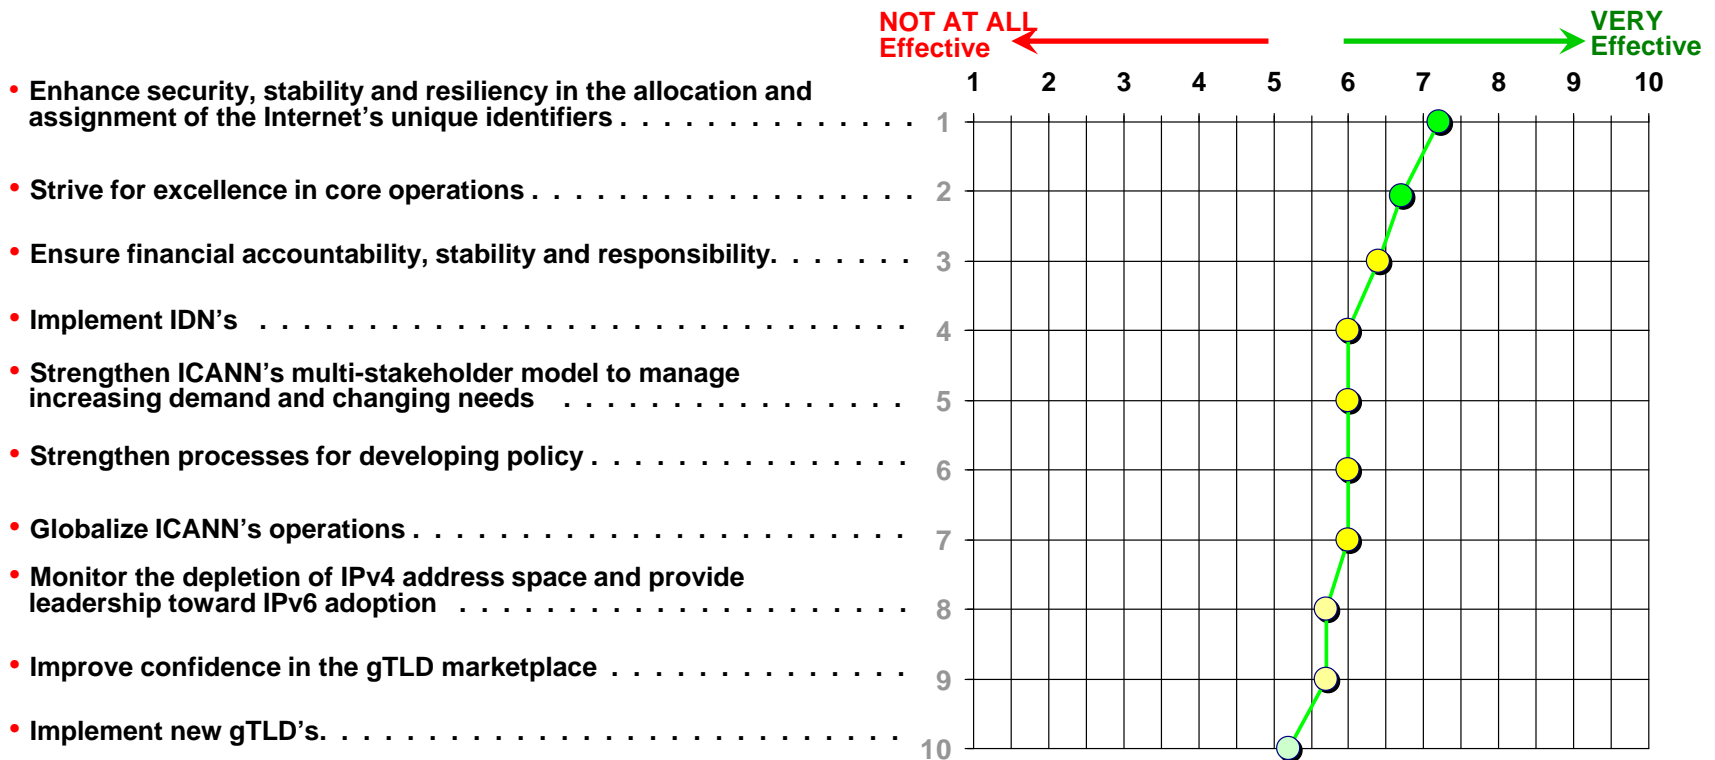 NOT AT ALL
Effective
VERY
Effective
1 2 3 4 5 6 7 8 9 10
• Enhance security, stability and resiliency in the allocation and
assignment of the Internet's unique identifiers . . . . . . . . . . . . . . 1
• Strive for excellence in core operations . . . . . . . . . . . . . . . . . . 2
• Ensure financial accountability, stability and responsibility. . . . . . . 3
• Implement IDN's . . . . . . . . . . . . . . . . . . . . . . . . . . . . . . 4
• Strengthen ICANN's multi-stakeholder model to manage
increasing demand and changing needs . . . . . . . . . . . . . . . . 5
• Strengthen processes for developing policy . . . . . . . . . . . . . . . 6
• Globalize ICANN's operations . . . . . . . . . . . . . . . . . . . . . . . 7
• Monitor the depletion of IPv4 address space and provide
leadership toward IPv6 adoption . . . . . . . . . . . . . . . . . . . . . 8
• Improve confidence in the gTLD marketplace . . . . . . . . . . . . . . 9
• Implement new gTLD's. . . . . . . . . . . . . . . . . . . . . . . . . . . 10